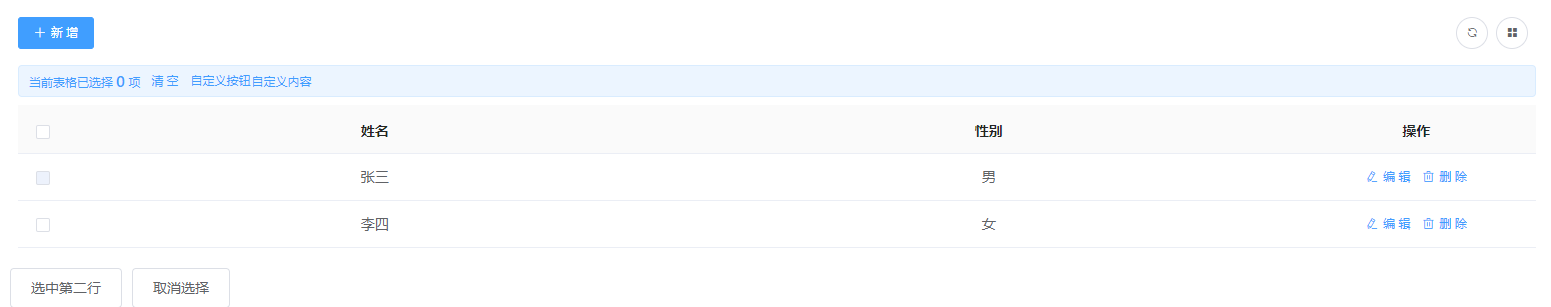 新 增
当前表格已选择 0 项 清 空 自定义按钮自定义内容
姓名 性别 操作
张三 男 编 辑 删 除
李四 女 编 辑 删 除
选中第二行 取消选择